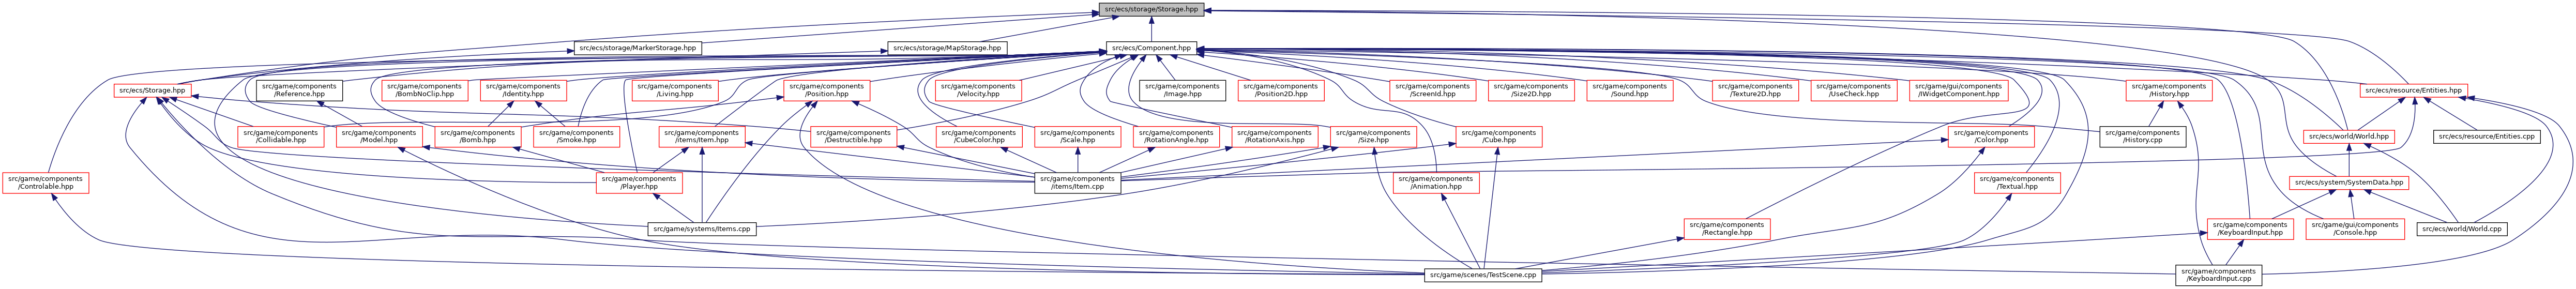 src/ecs/storage/Storage.hpp
src/ecs/storage/MarkerStorage.hpp
src/ecs/storage/MapStorage.hpp
src/ecs/Component.hpp
src/ecs/Storage.hpp
src/game/components
/Reference.hpp
src/game/components
/BombNoClip.hpp
src/game/components
/Identity.hpp
src/game/components
/Living.hpp
src/game/components
/Position.hpp
src/game/components
/Velocity.hpp
src/game/components
/Image.hpp
src/game/components
/Position2D.hpp
src/game/components
/ScreenId.hpp
src/game/components
/Size2D.hpp
src/game/components
/Sound.hpp
src/game/components
/Texture2D.hpp
src/game/components
/UseCheck.hpp
src/game/gui/components
/IWidgetComponent.hpp
src/game/components
/History.hpp
src/ecs/resource/Entities.hpp
src/game/components
/Collidable.hpp
src/game/components
/Model.hpp
src/game/components
/Bomb.hpp
src/game/components
/Smoke.hpp
src/game/components
/items/Item.hpp
src/game/components
/Destructible.hpp
src/game/components
/CubeColor.hpp
src/game/components
/Scale.hpp
src/game/components
/RotationAngle.hpp
src/game/components
/RotationAxis.hpp
src/game/components
/Size.hpp
src/game/components
/Cube.hpp
src/game/components
/Color.hpp
src/game/components
/History.cpp
src/ecs/world/World.hpp
src/ecs/resource/Entities.cpp
src/game/components
/Controlable.hpp
src/game/components
/Player.hpp
src/game/components
/items/Item.cpp
src/game/components
/Animation.hpp
src/game/components
/Textual.hpp
src/ecs/system/SystemData.hpp
src/game/systems/Items.cpp
src/game/components
/Rectangle.hpp
src/game/components
/KeyboardInput.hpp
src/game/gui/components
/Console.hpp
src/ecs/world/World.cpp
src/game/scenes/TestScene.cpp
src/game/components
/KeyboardInput.cpp